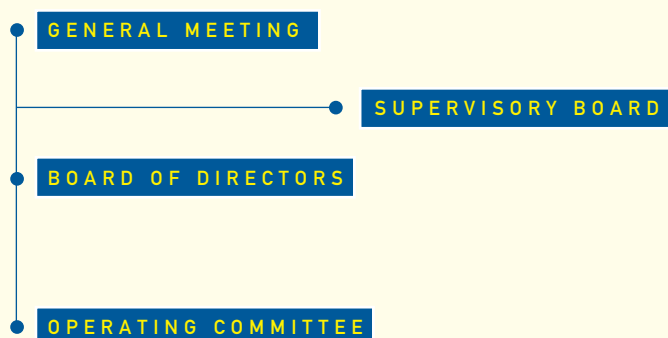 GENERAL MEETING
SUPERVISORY BOARD
BOARD OF DIRECTORS
OPERATING COMMITTEE